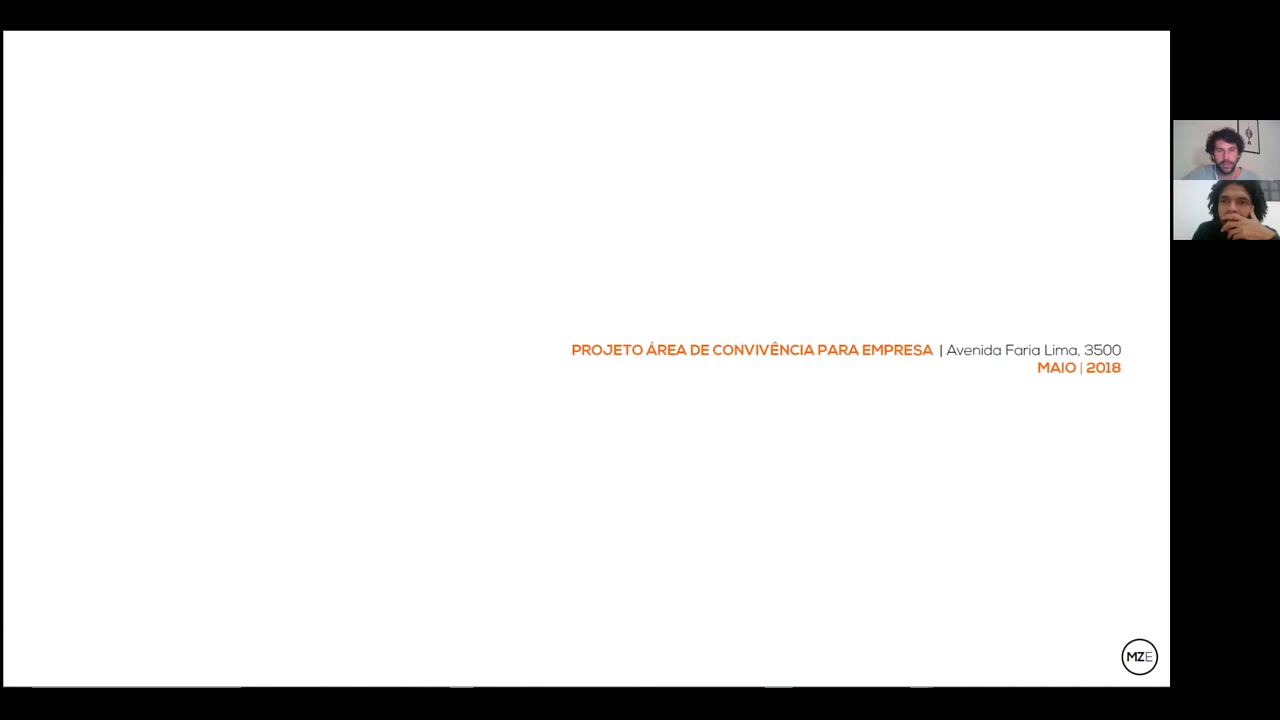 PROJETO ÁREA DE CONVIVÊNCIA PARA EMPRESA | Avenida Faria Lima, 3500
MAIO | 2018
MZE